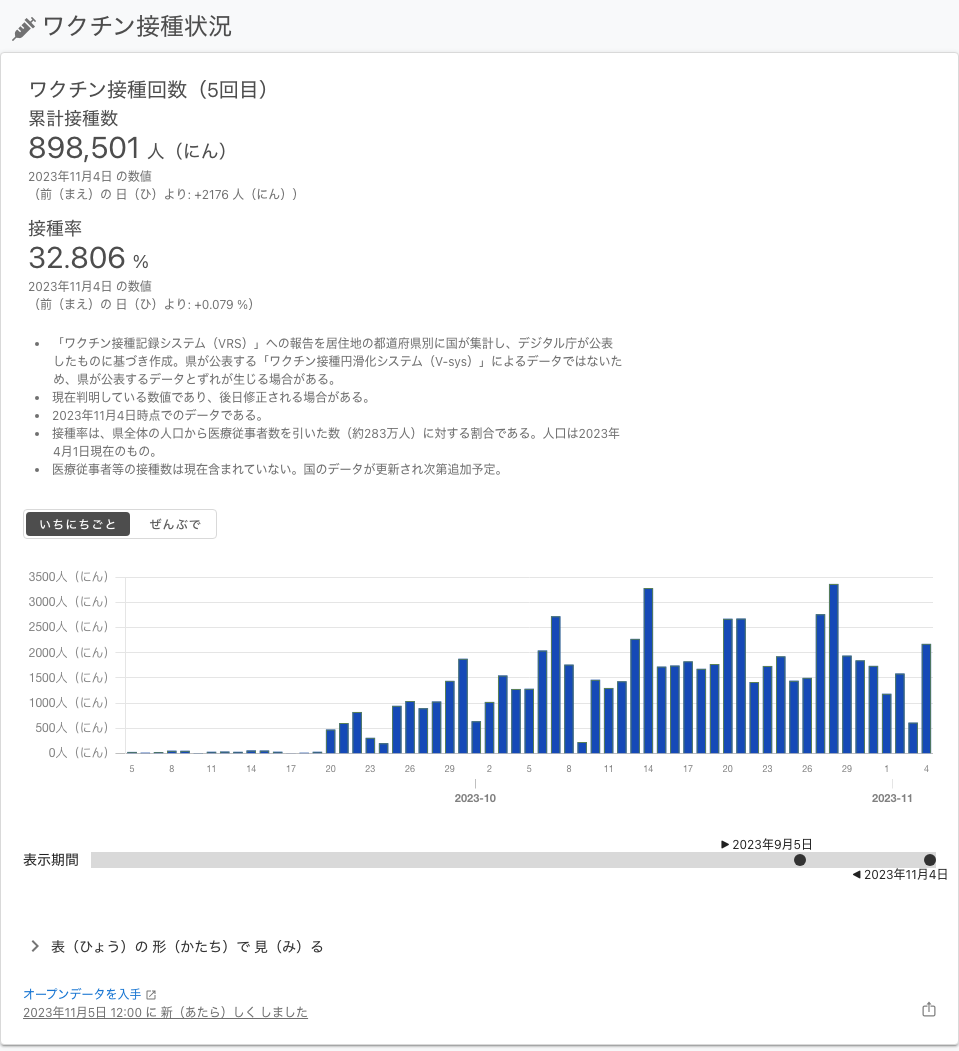 ワクチン接種状況
ワクチン接種回数（5回目）
累計接種数
898,501 人（にん）
2023年11月4日 の数値
（前（まえ）の 日（ひ）より: +2176 人（にん））
接種率
32.806 %
2023年11月4日 の数値
（前（まえ）の 日（ひ）より: +0.079 %）
• 「ワクチン接種記録システム（VRS）」への報告を居住地の都道府県別に国が集計し、デジタル庁が公表
したものに基づき作成。県が公表する「ワクチン接種円滑化システム（V-sys）」によるデータではないた
め、県が公表するデータとずれが生じる場合がある。
• 現在判明している数値であり、後日修正される場合がある。
• 2023年11月4日時点でのデータである。
• 接種率は、県全体の人口から医療従事者数を引いた数（約283万人）に対する割合である。人口は2023年
4月1日現在のもの。
• 医療従事者等の接種数は現在含まれていない。国のデータが更新され次第追加予定。
いちにちごと ぜんぶで
3500人（にん）
3000人（にん）
2500人（にん）
2000人（にん）
1500人（にん）
1000人（にん）
500人（にん）
0人（にん）
5 8 11 14 17 20 23 26 29 2 5 8 11 14 17 20 23 26 29 1 4
2023-10 2023-11
▶ 2023年9月5日
表示期間
◀ 2023年11月4日
表（ひょう）の 形（かたち）で 見（み）る
オープンデータを入手
2023年11月5日 12:00 に 新（あたら）しく しました